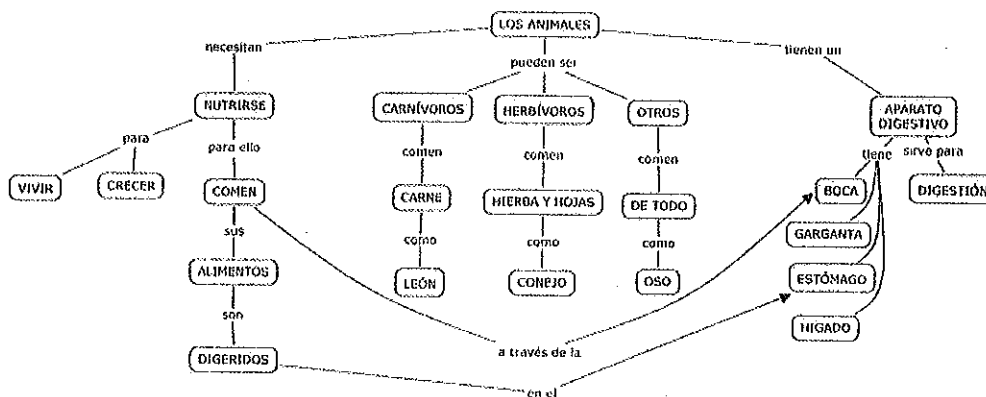 LOS ANIMALES
necesitan
pueden ser
tienen un
NUTRIRSE
CARNÍVOROS
HERBÍVOROS
OTROS
APARATO
DIGESTIVO
para
para ello
comen
comen
comen
tiene
sirve para
VIVIR
CRECER
COMEN
CARNE
HIERBA Y HOJAS
DE TODO
BOCA
DIGESTIÓN
sus
como
como
como
GARGANTA
ALIMENTOS
LEÓN
CONEJO
OSO
ESTÓMAGO
son
HIGADO
DIGERIDOS
a través de la
en el